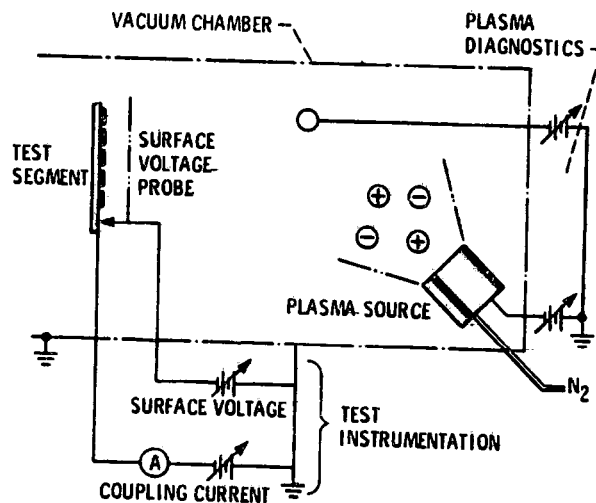 VACUUM CHAMBER
PLASMA
DIAGNOSTICS
TEST
SEGMENT
SURFACE
VOLTAGE
PROBE
+
-
-
+
PLASMA SOURCE
N2
SURFACE VOLTAGE
TEST
INSTRUMENTATION
A
COUPLING CURRENT